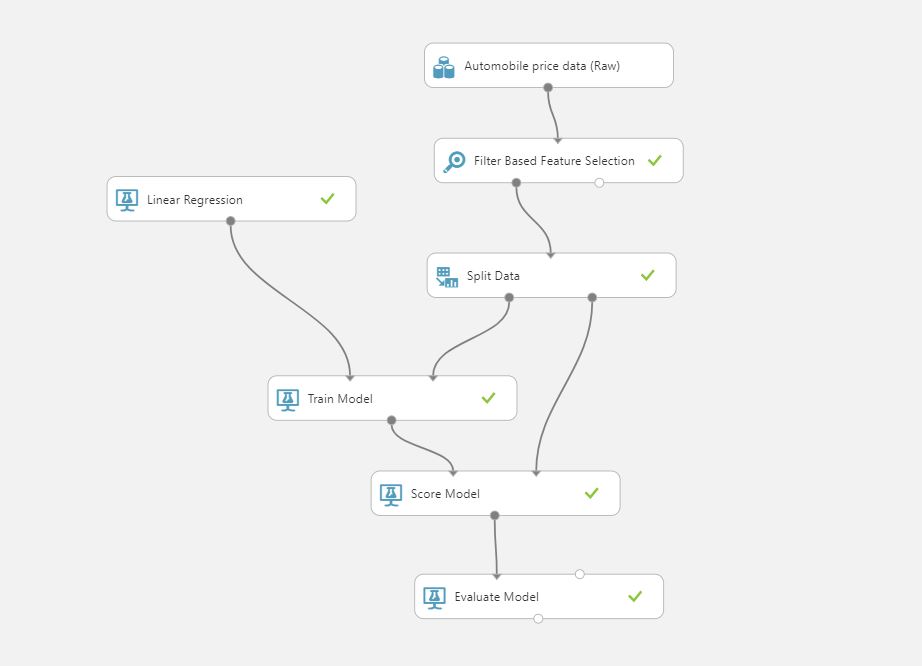 Automobile price data (Raw)
Filter Based Feature Selection
Linear Regression
Split Data
Train Model
Score Model
Evaluate Model